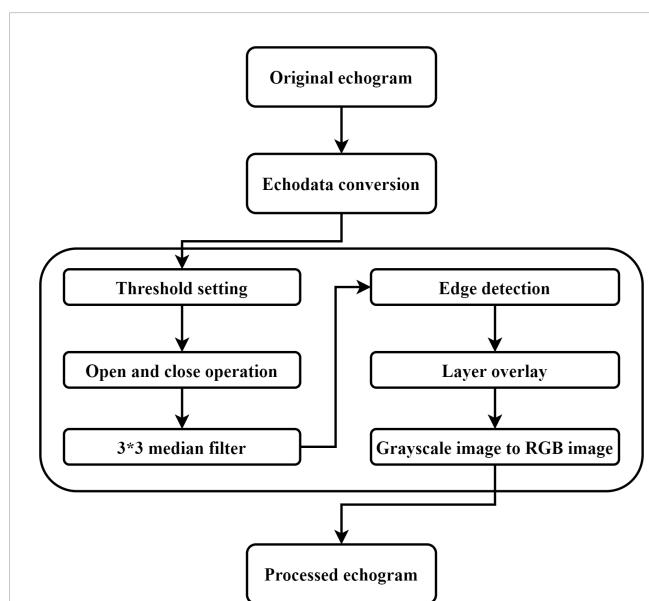 Original echogram
Echodata conversion
Threshold setting
Open and close operation
3*3 median filter
Edge detection
Layer overlay
Grayscale image to RGB image
Processed echogram